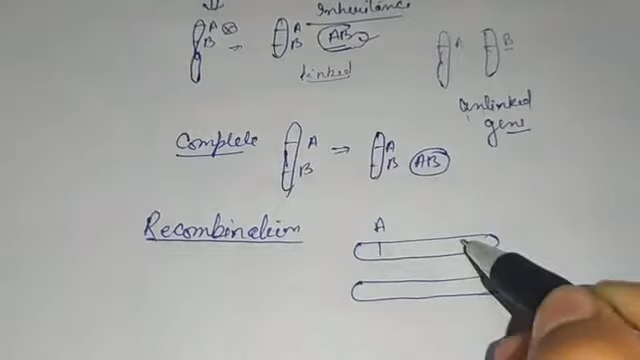 Inheritance
A
B
A
B
AB
Linked
A
B
unlinked
gene
Complete
A
B
A
B
AB
Recombination
A